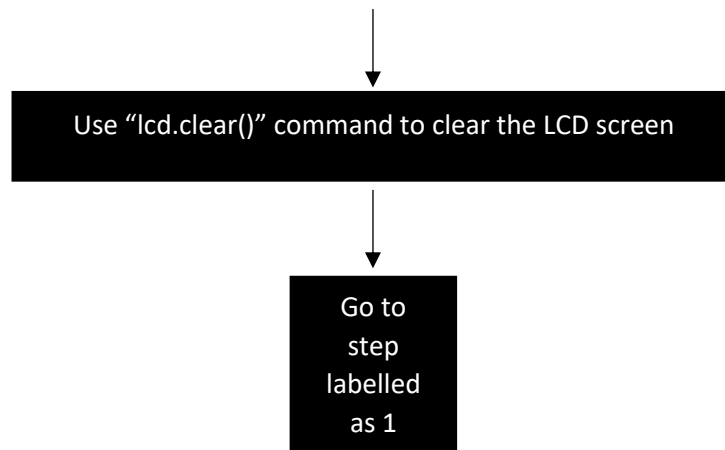 Use “lcd.clear()” command to clear the LCD screen
Go to
step
labelled
as 1